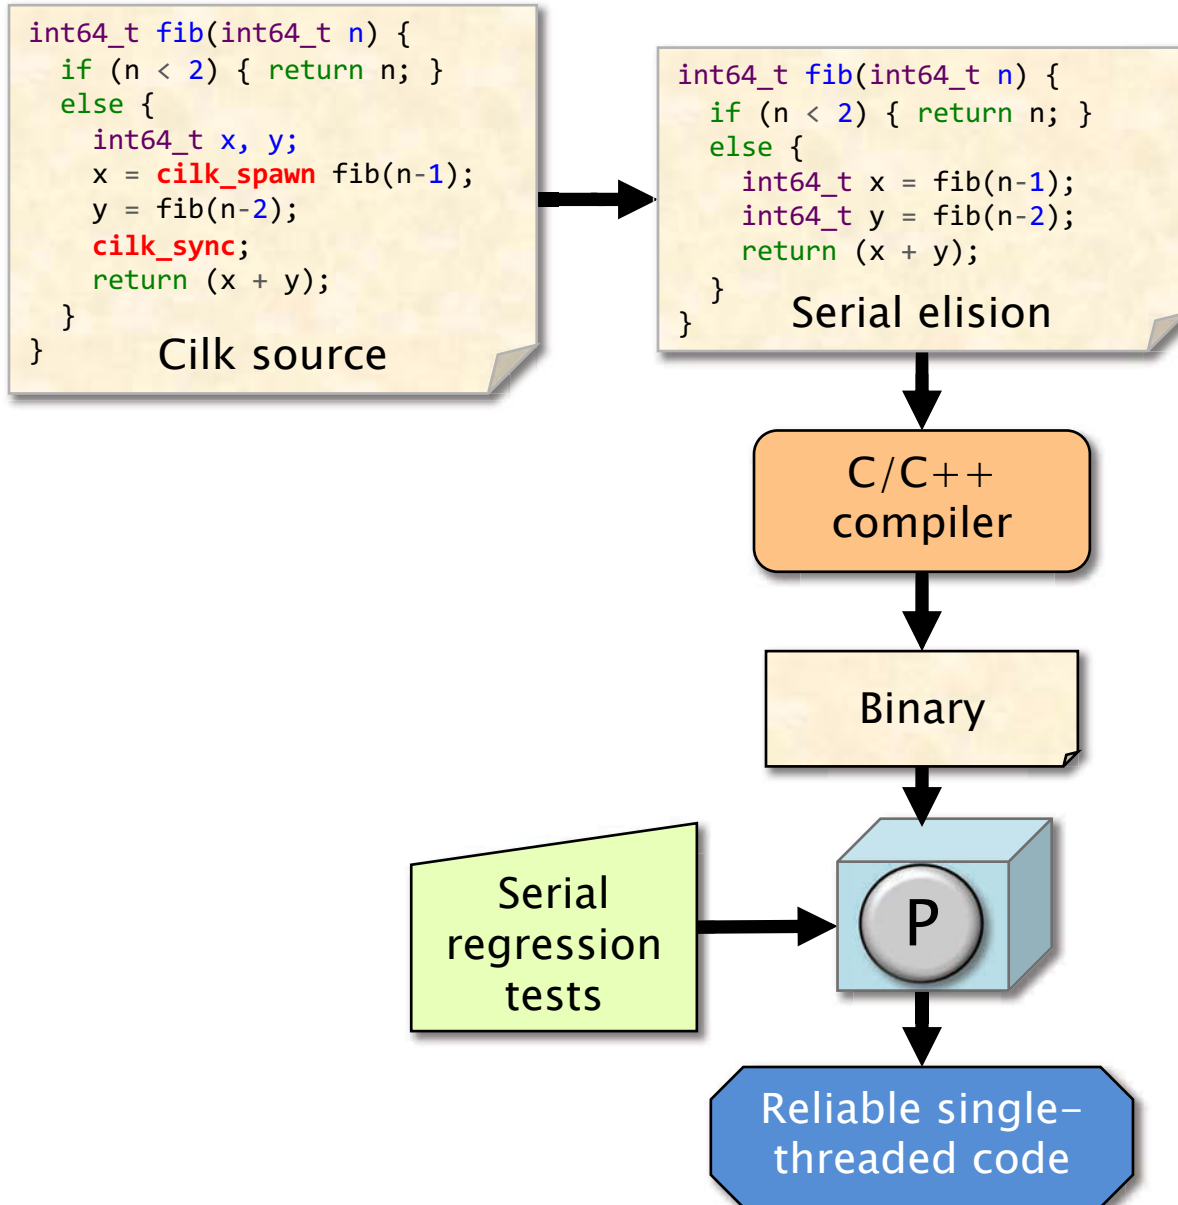 int64_t fib(int64_t n) {
  if (n < 2) { return n; }
  else {
    int64_t x, y;
    x = cilk_spawn fib(n-1);
    y = fib(n-2);
    cilk_sync;
    return (x + y);
  }
}
Cilk source
int64_t fib(int64_t n) {
  if (n < 2) { return n; }
  else {
    int64_t x = fib(n-1);
    int64_t y = fib(n-2);
    return (x + y);
  }
}
Serial elision
C/C++
compiler
Binary
Serial
regression
tests
P
Reliable single-
threaded code